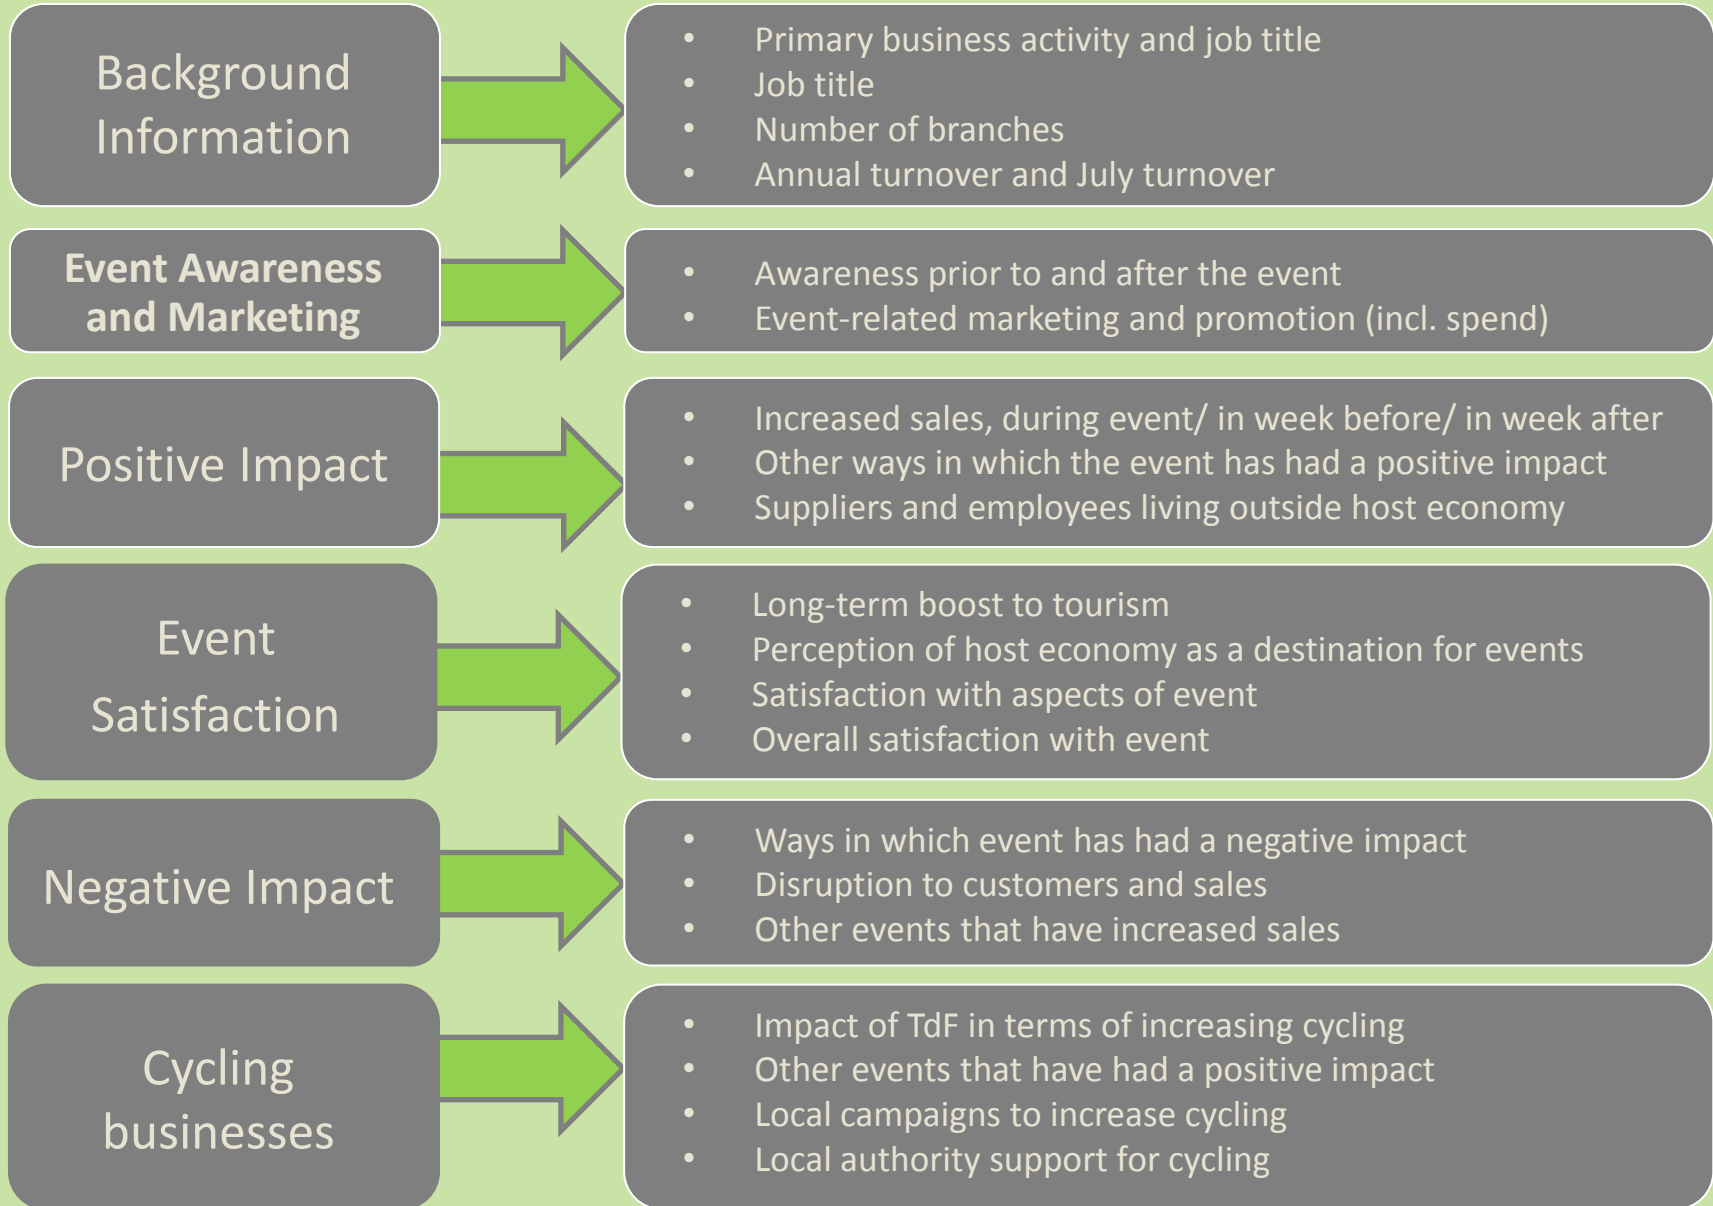 Background
Information
• Primary business activity and job title
• Job title
• Number of branches
• Annual turnover and July turnover
Event Awareness
and Marketing
• Awareness prior to and after the event
• Event-related marketing and promotion (incl. spend)
Positive Impact
• Increased sales, during event/ in week before/ in week after
• Other ways in which the event has had a positive impact
• Suppliers and employees living outside host economy
Event
Satisfaction
• Long-term boost to tourism
• Perception of host economy as a destination for events
• Satisfaction with aspects of event
• Overall satisfaction with event
Negative Impact
• Ways in which event has had a negative impact
• Disruption to customers and sales
• Other events that have increased sales
Cycling
businesses
• Impact of TdF in terms of increasing cycling
• Other events that have had a positive impact
• Local campaigns to increase cycling
• Local authority support for cycling